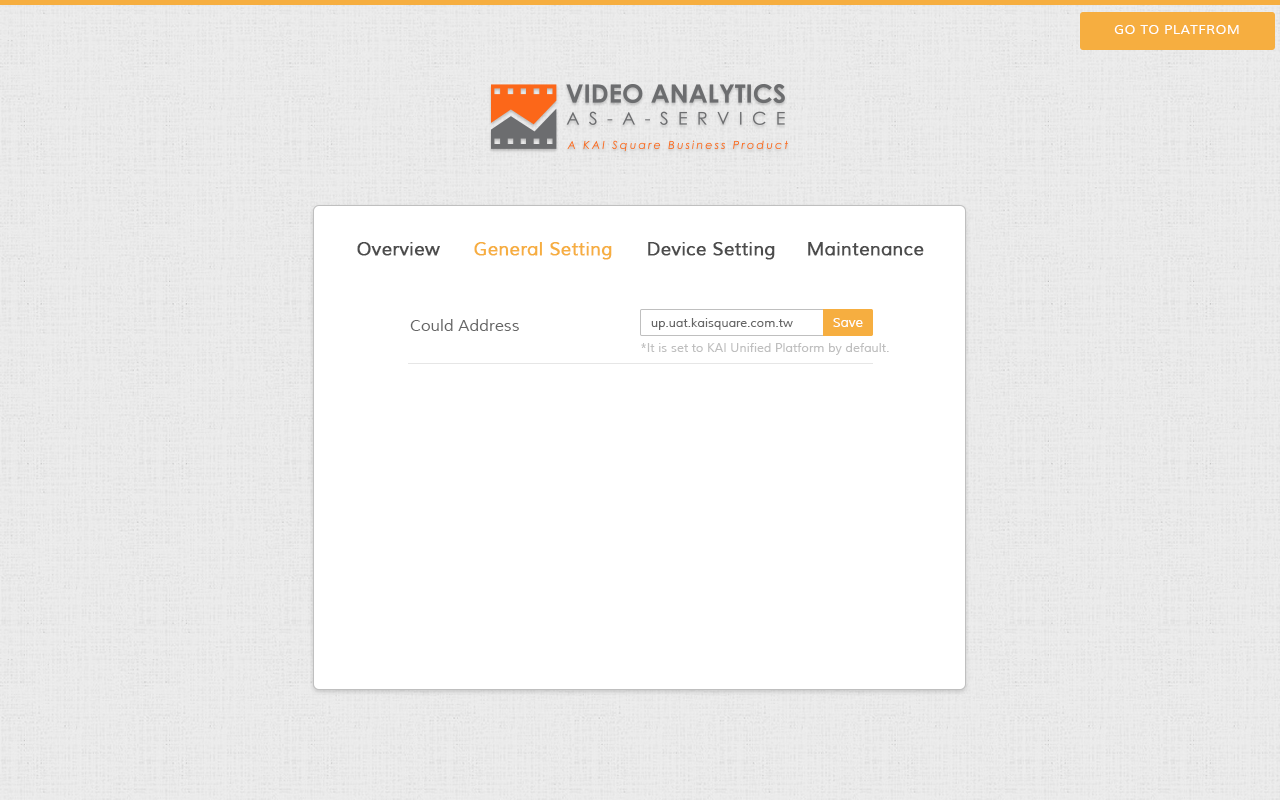 GO TO PLATFROM
VIDEO ANALYTICS
AS-A-SERVICE
A KAI Square Business Product
Overview General Setting Device Setting Maintenance
Could Address up.uat.kaisquare.com.tw Save
*It is set to KAI Unified Platform by default.